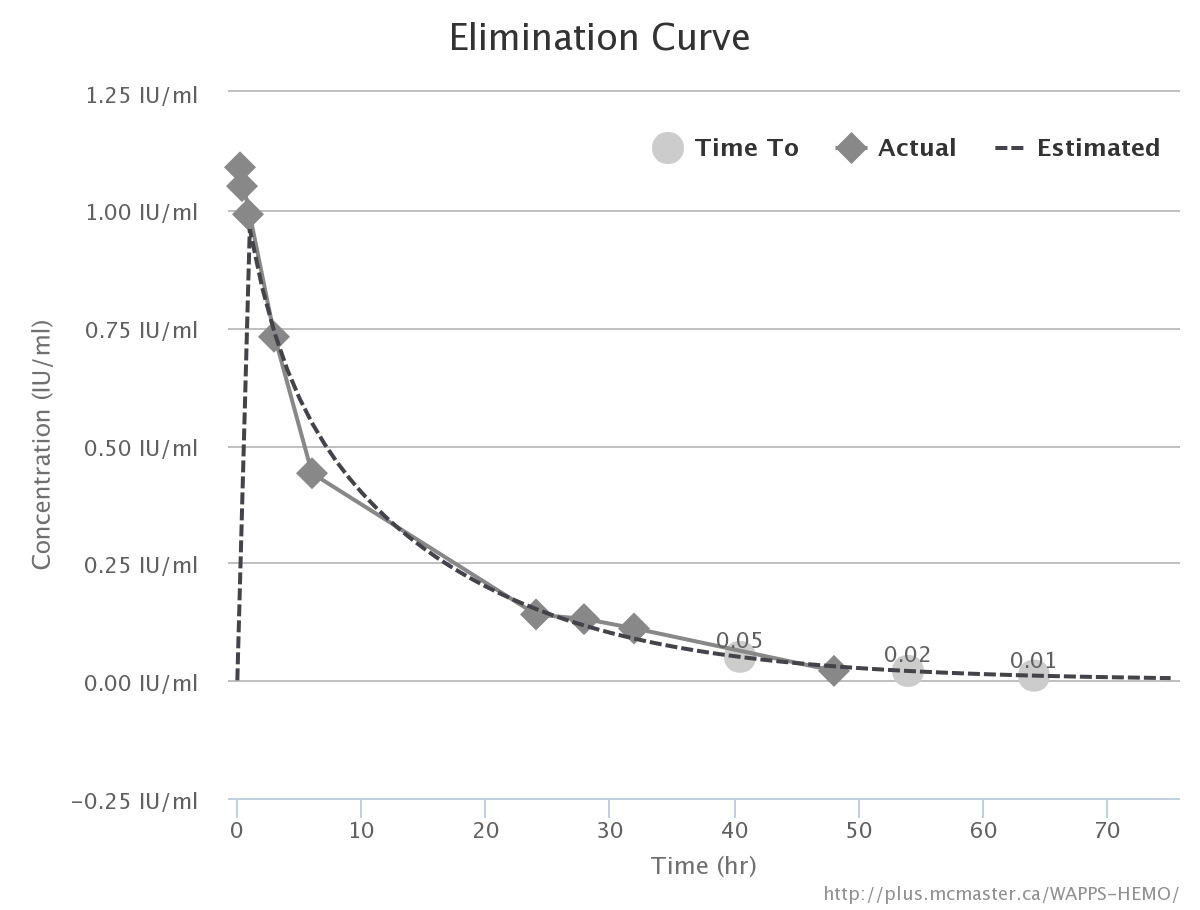 Elimination Curve
1.25 IU/ml
Time To
Actual
Estimated
1.00 IU/ml
0.75 IU/ml
0.50 IU/ml
0.25 IU/ml
0.00 IU/ml
−0.25 IU/ml
Concentration (IU/ml)
0.05
0.02
0.01
0 10 20 30 40 50 60 70
Time (hr)
http://plus.mcmaster.ca/WAPPS-HEMO/